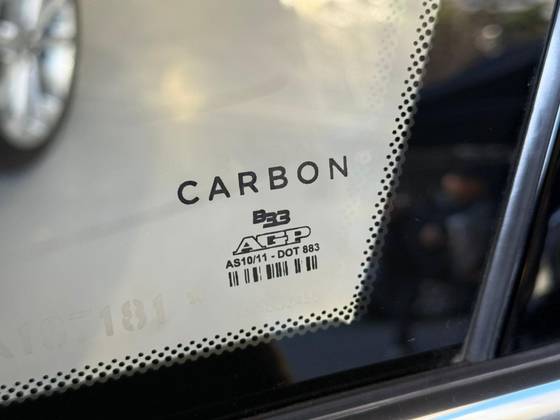 CARBON
B33
AGP
AS10/11 - DOT 883